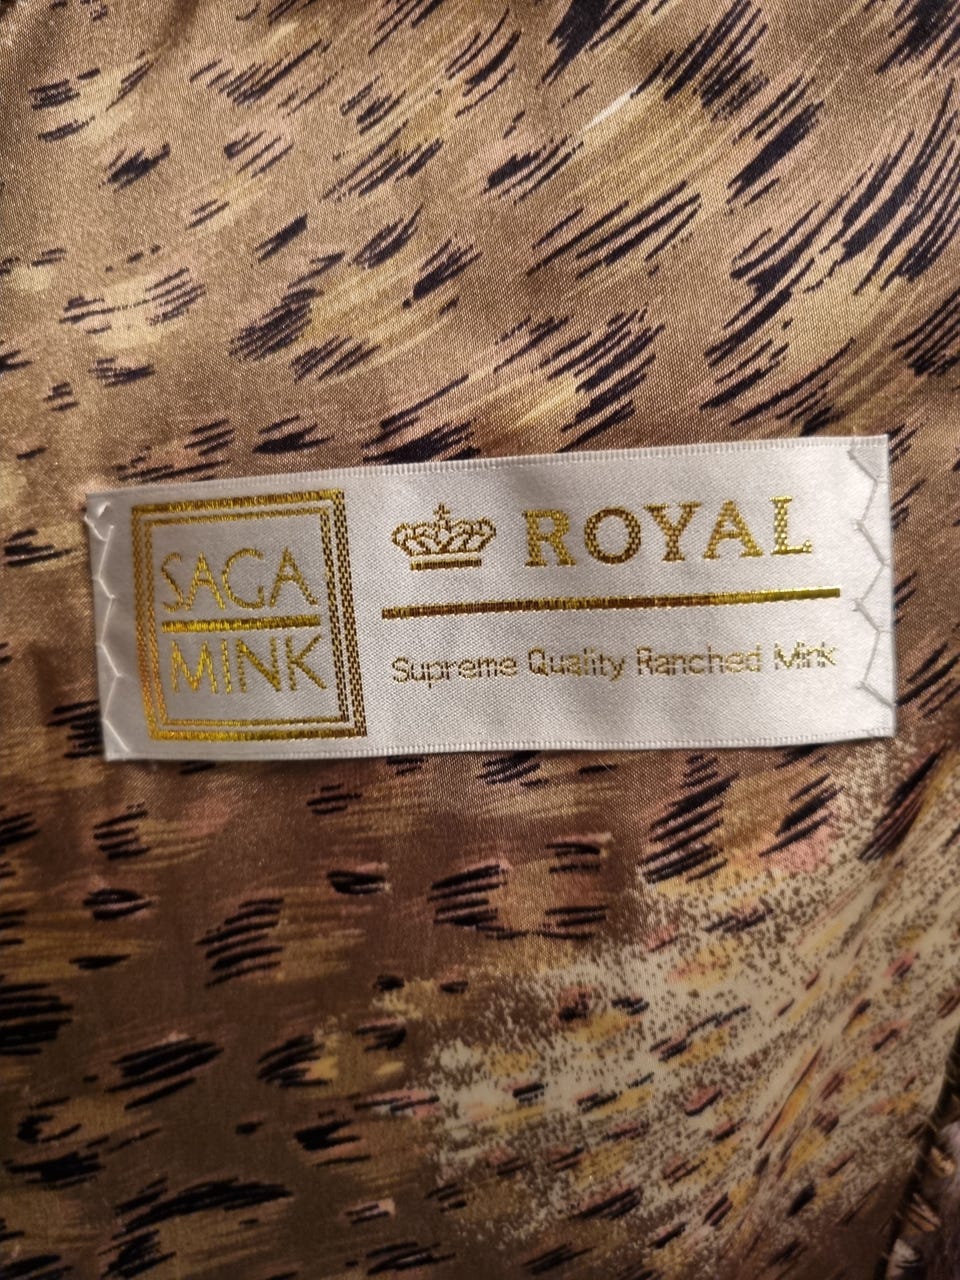 SAGA
MINK
ROYAL
Supreme Quality Ranched Mink